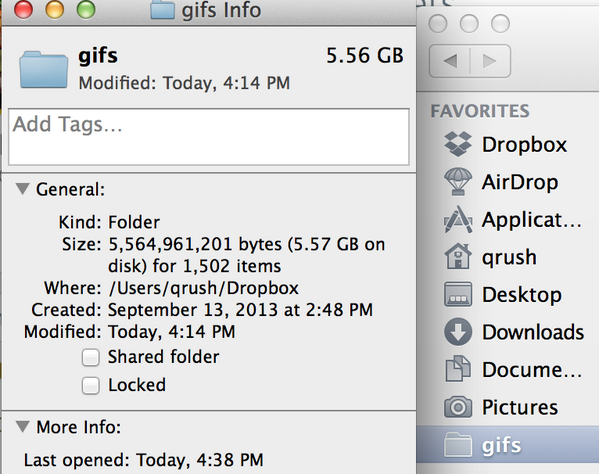 gifs Info
gifs
5.56 GB
Modified: Today, 4:14 PM
Add Tags...
General:
Kind: Folder
Size: 5,564,961,201 bytes (5.57 GB on
disk) for 1,502 items
Where: /Users/qrush/Dropbox
Created: September 13, 2013 at 2:48 PM
Modified: Today, 4:14 PM
Shared folder
Locked
More Info:
Last opened: Today, 4:38 PM
FAVORITES
Dropbox
AirDrop
Applicat...
qrush
Desktop
Downloads
Docume...
Pictures
gifs